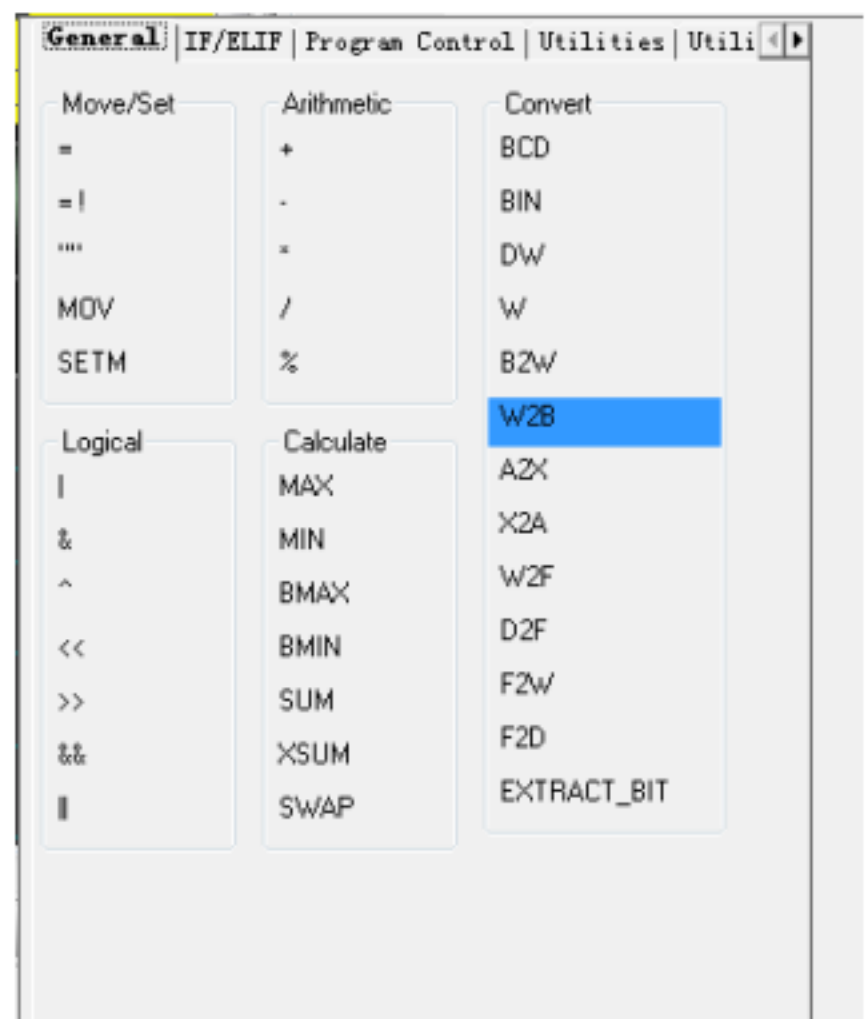 General IF/ELIF Program Control Utilities Utili
Move/Set
=
=!
""
MOV
SETM
Arithmetic
+
-
*
/
%
Convert
BCD
BIN
DW
W
B2W
W2B
A2X
X2A
W2F
D2F
F2W
F2D
EXTRACT_BIT
Logical
|
&
^
<<
>>
&&
||
Calculate
MAX
MIN
BMAX
BMIN
SUM
XSUM
SWAP